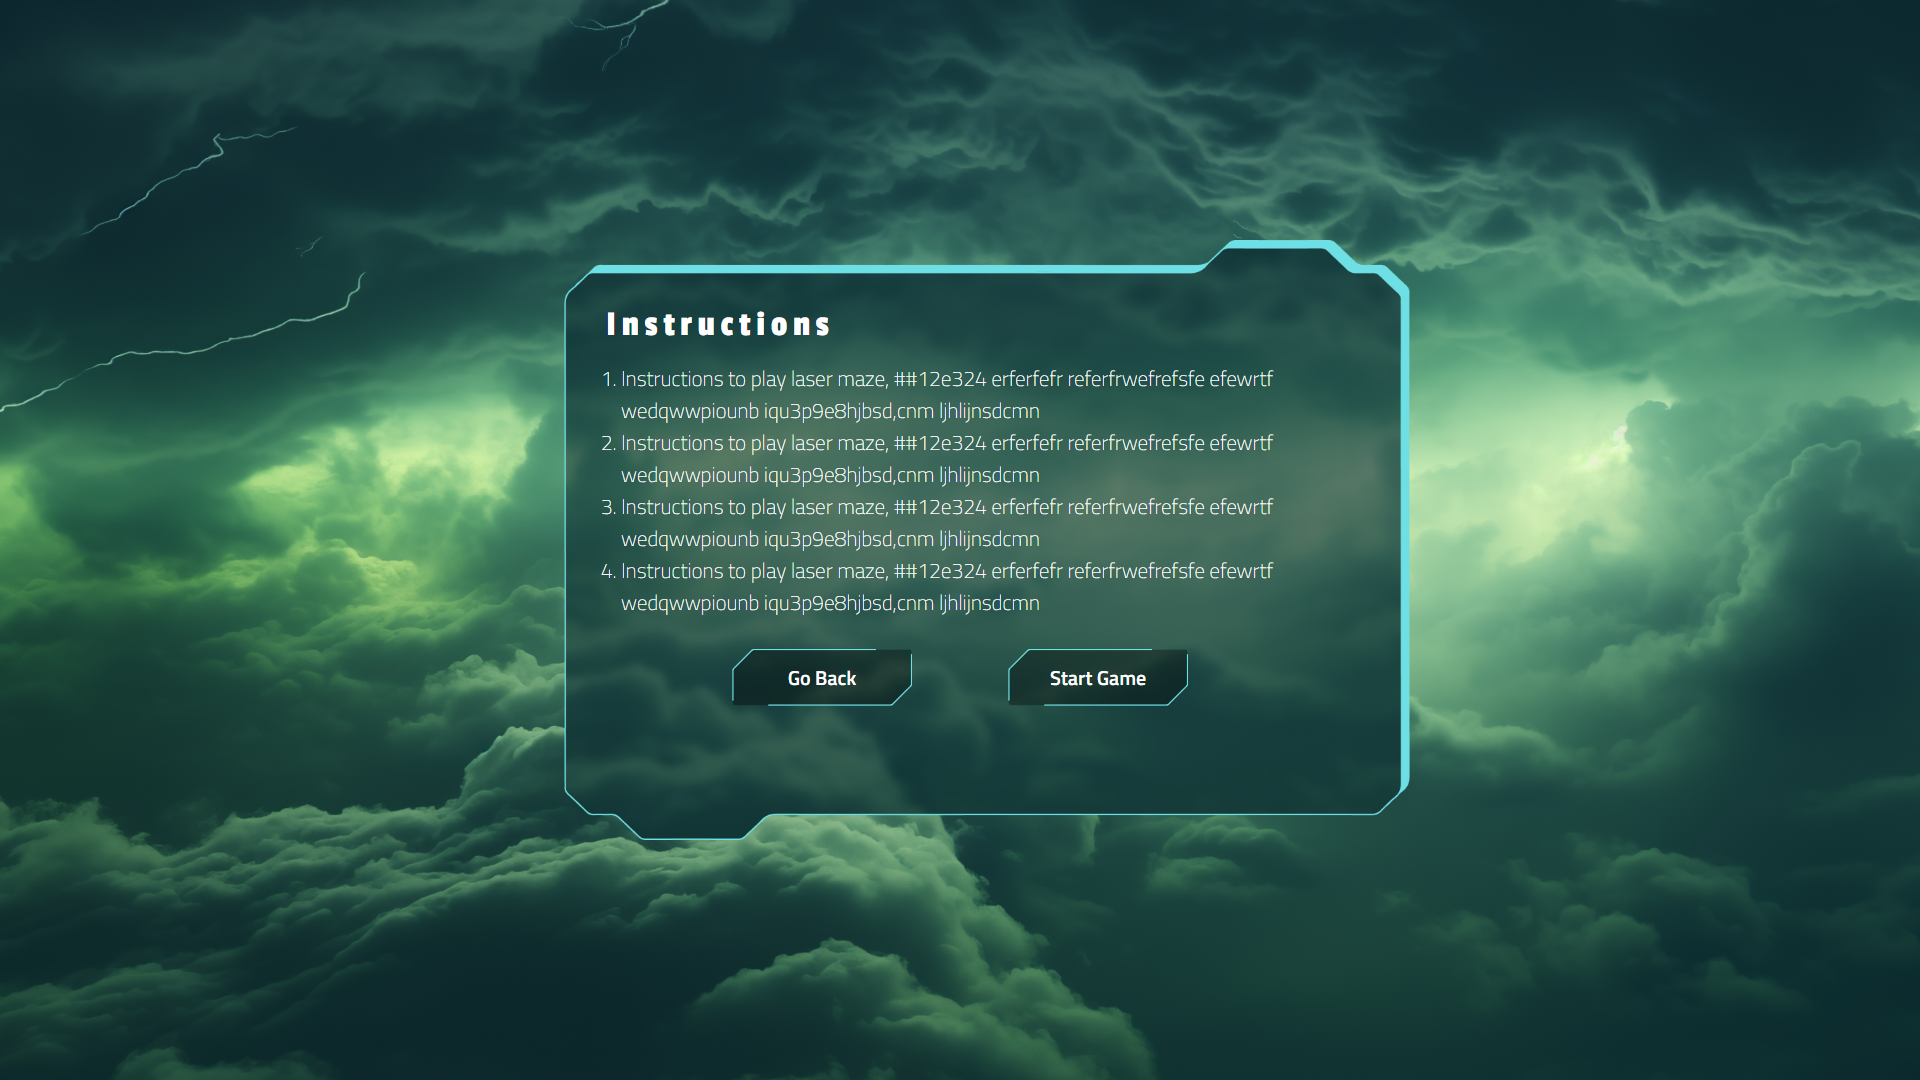 Instructions
1. Instructions to play laser maze, ##12e324 erferfefr referfrwefrefsfe efewrtf
wedqwwpiounb iqu3p9e8hjbsd,cnm ljhlijnsdcmn
2. Instructions to play laser maze, ##12e324 erferfefr referfrwefrefsfe efewrtf
wedqwwpiounb iqu3p9e8hjbsd,cnm ljhlijnsdcmn
3. Instructions to play laser maze, ##12e324 erferfefr referfrwefrefsfe efewrtf
wedqwwpiounb iqu3p9e8hjbsd,cnm ljhlijnsdcmn
4. Instructions to play laser maze, ##12e324 erferfefr referfrwefrefsfe efewrtf
wedqwwpiounb iqu3p9e8hjbsd,cnm ljhlijnsdcmn
Go Back
Start Game